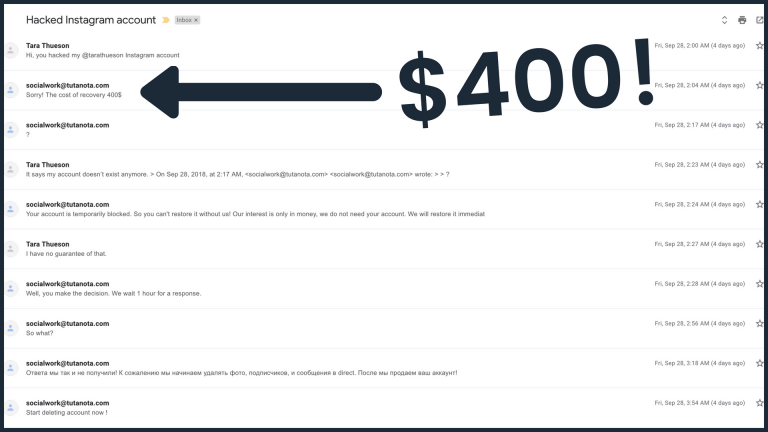 Hacked Instagram account Inbox ×
Tara Thueson Fri, Sep 28, 2:00 AM (4 days ago)
Hi, you hacked my @tarathueson Instagram account
$400!
socialwork@tutanota.com Fri, Sep 28, 2:04 AM (4 days ago)
Sorry! The cost of recovery 400$
socialwork@tutanota.com Fri, Sep 28, 2:17 AM (4 days ago)
?
Tara Thueson Fri, Sep 28, 2:23 AM (4 days ago)
It says my account doesn't exist anymore. > On Sep 28, 2018, at 2:17 AM, <socialwork@tutanota.com> <socialwork@tutanota.com> wrote: > > ?
socialwork@tutanota.com Fri, Sep 28, 2:24 AM (4 days ago)
Your account is temporarily blocked. So you can't restore it without us! Our interest is only in money, we do not need your account. We will restore it immediat
Tara Thueson Fri, Sep 28, 2:27 AM (4 days ago)
I have no guarantee of that.
socialwork@tutanota.com Fri, Sep 28, 2:28 AM (4 days ago)
Well, you make the decision. We wait 1 hour for a response.
socialwork@tutanota.com Fri, Sep 28, 2:56 AM (4 days ago)
So what?
socialwork@tutanota.com Fri, Sep 28, 3:18 AM (4 days ago)
Ответа мы так и не получили! К сожалению мы начинаем удалять фото, подписчиков, и сообщения в direct. После мы продаем ваш аккаунт!
socialwork@tutanota.com Fri, Sep 28, 3:54 AM (4 days ago)
Start deleting account now !